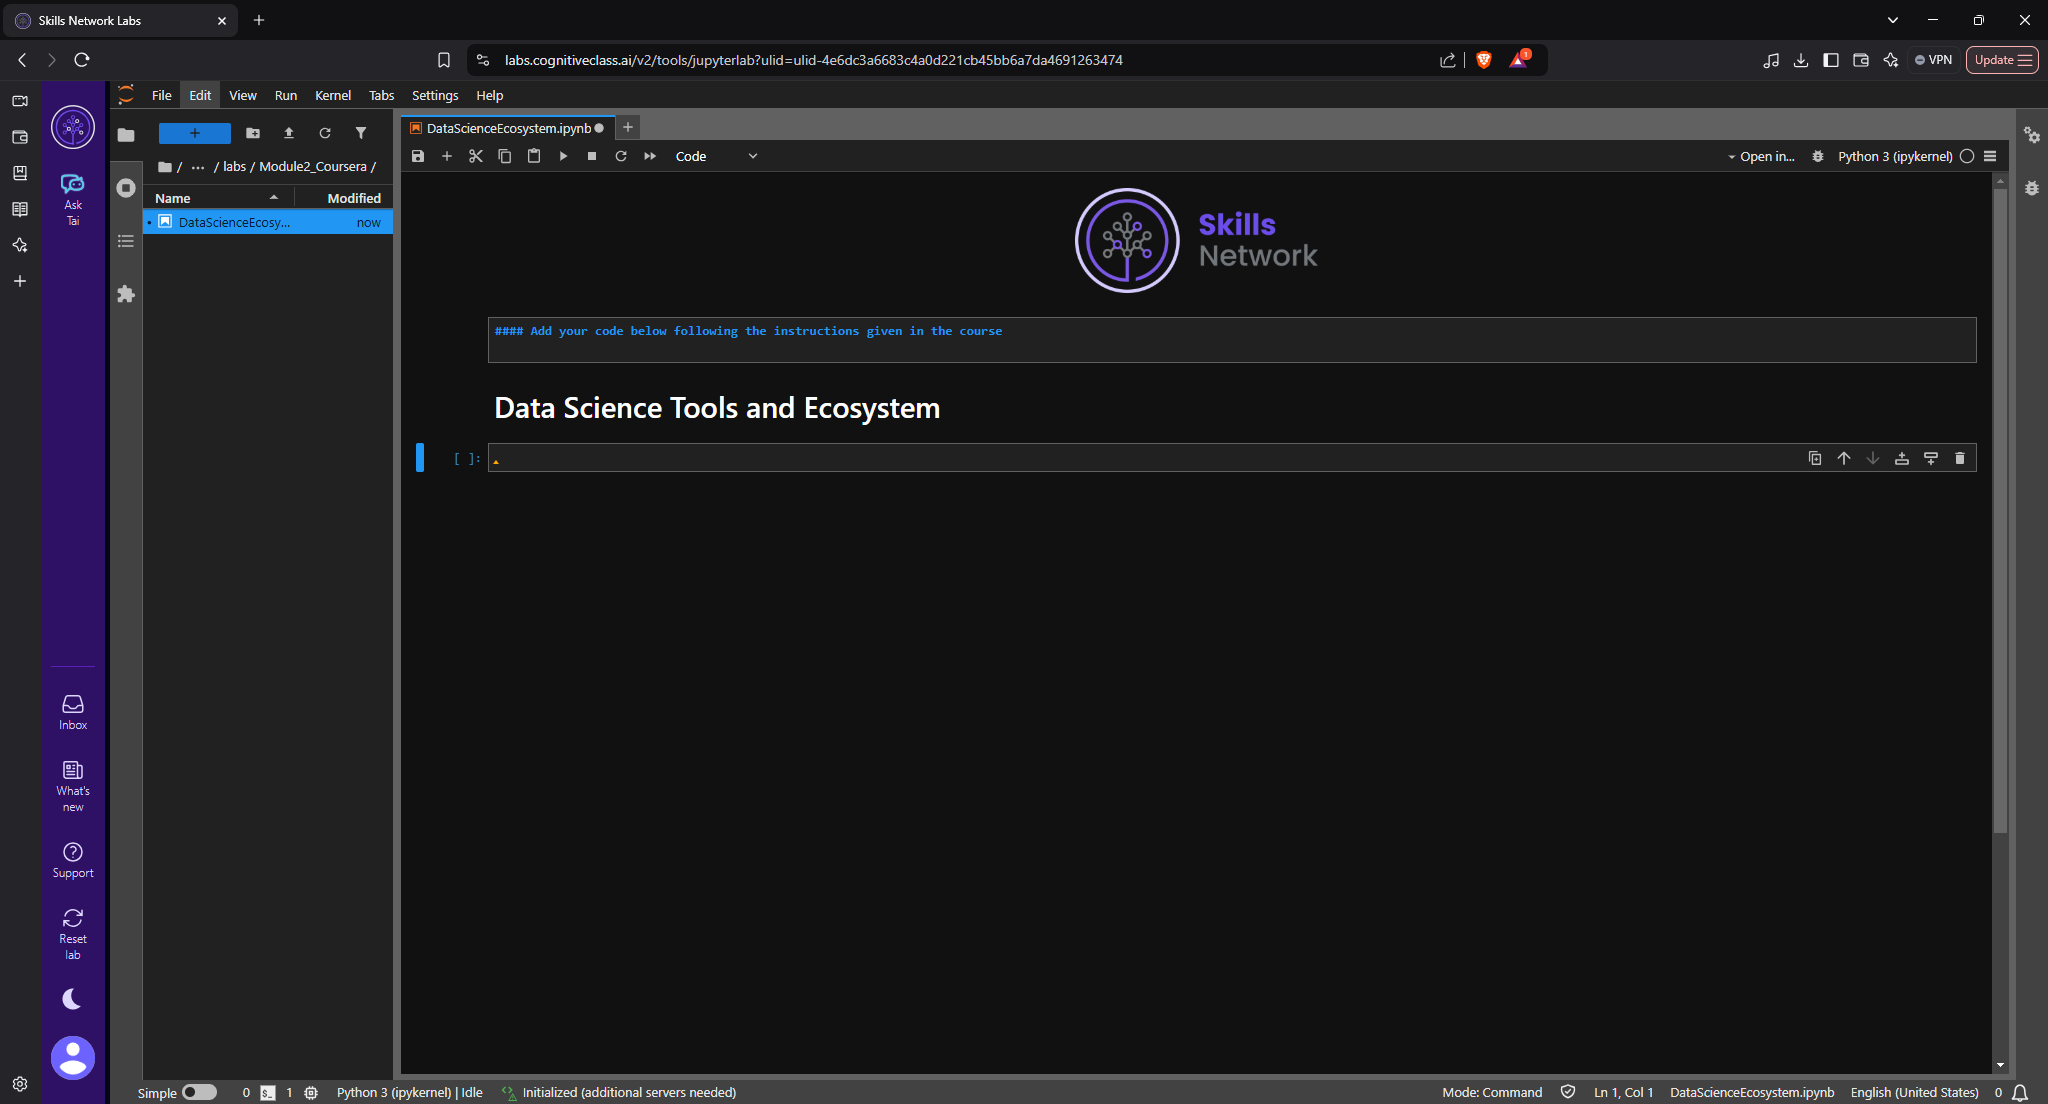 Skills Network Labs
labs.cognitiveclass.ai/v2/tools/jupyterlab?ulid=ulid-4e6dc3a6683c4a0d221cb45bb6a7da4691263474
1
VPN
Update
File Edit View Run Kernel Tabs Settings Help
Ask
Tai
/ ··· / labs / Module2_Coursera /
Name Modified
DataScienceEcosy... now
DataScienceEcosystem.ipynb
Code
Open in...
Python 3 (ipykernel)
Skills
Network
#### Add your code below following the instructions given in the course
Data Science Tools and Ecosystem
[ ]:
Inbox
What's
new
Support
Reset
lab
Simple 0 $_ 1 Python 3 (ipykernel) | Idle Initialized (additional servers needed) Mode: Command Ln 1, Col 1 DataScienceEcosystem.ipynb English (United States) 0